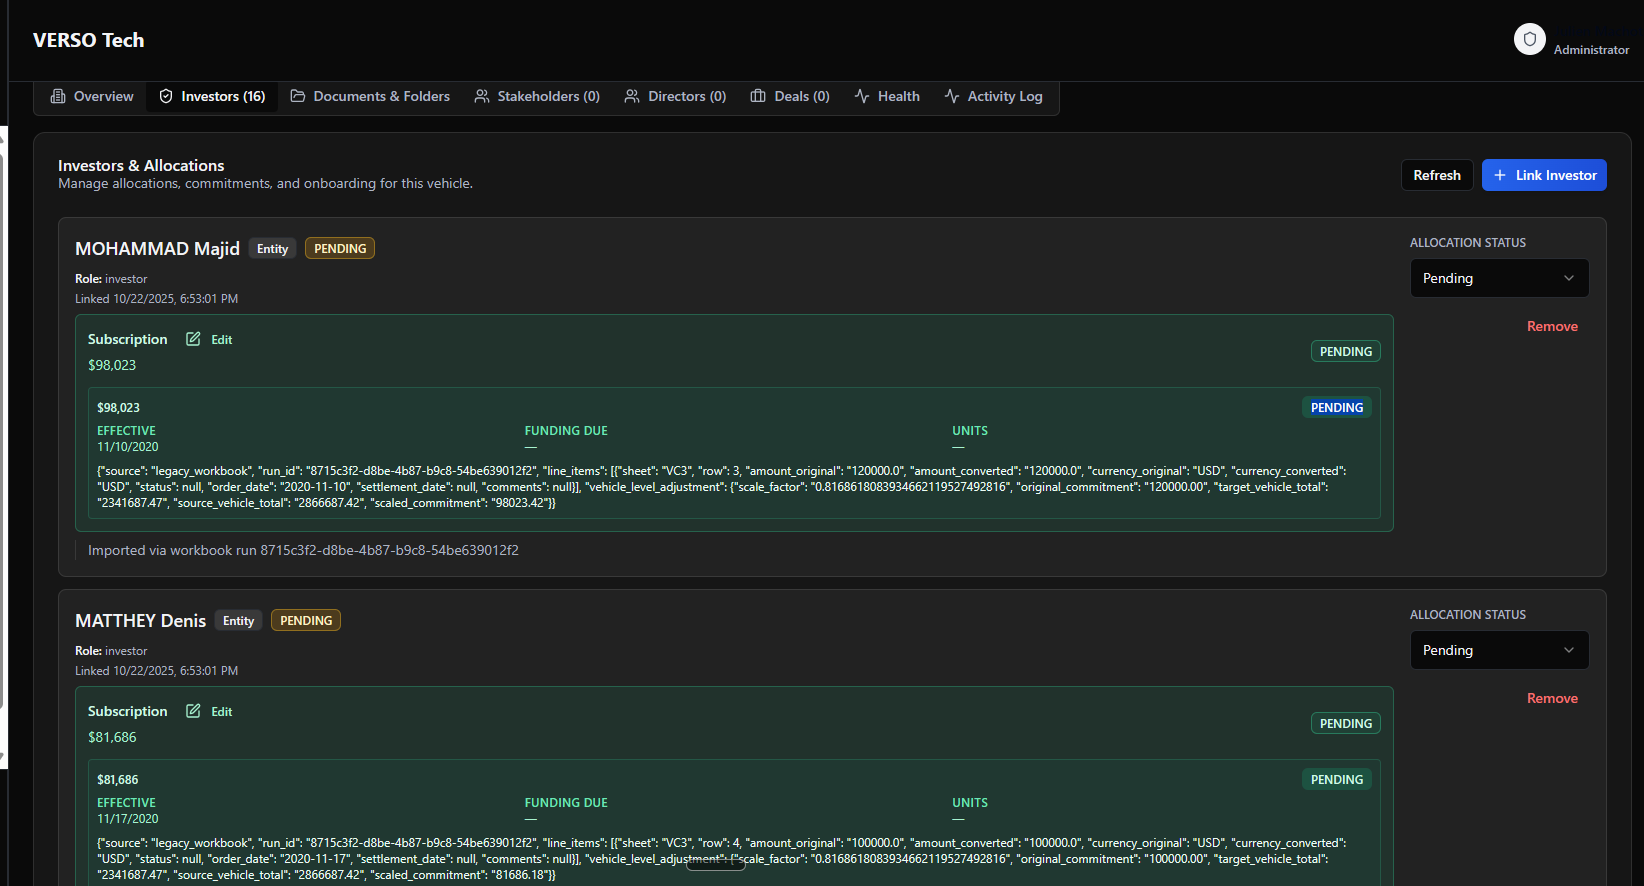 VERSO Tech
Administrator
Overview
Investors (16)
Documents & Folders
Stakeholders (0)
Directors (0)
Deals (0)
Health
Activity Log
Investors & Allocations
Manage allocations, commitments, and onboarding for this vehicle.
Refresh
+ Link Investor
MOHAMMAD Majid Entity PENDING
Role: investor
Linked 10/22/2025, 6:53:01 PM
ALLOCATION STATUS
Pending
Remove
Subscription Edit
$98,023
PENDING
$98,023
PENDING
EFFECTIVE FUNDING DUE UNITS
11/10/2020 — —
{"source": "legacy_workbook", "run_id": "8715c3f2-d8be-4b87-b9c8-54be639012f2", "line_items": [{"sheet": "VC3", "row": 3, "amount_original": "120000.0", "amount_converted": "120000.0", "currency_original": "USD", "currency_converted":
"USD", "status": null, "order_date": "2020-11-10", "settlement_date": null, "comments": null}], "vehicle_level_adjustment": {"scale_factor": "0.8168618083934662119527492816", "original_commitment": "120000.00", "target_vehicle_total":
"2341687.47", "source_vehicle_total": "2866687.42", "scaled_commitment": "98023.42"}}
Imported via workbook run 8715c3f2-d8be-4b87-b9c8-54be639012f2
MATTHEY Denis Entity PENDING
Role: investor
Linked 10/22/2025, 6:53:01 PM
ALLOCATION STATUS
Pending
Remove
Subscription Edit
$81,686
PENDING
$81,686
PENDING
EFFECTIVE FUNDING DUE UNITS
11/17/2020 — —
{"source": "legacy_workbook", "run_id": "8715c3f2-d8be-4b87-b9c8-54be639012f2", "line_items": [{"sheet": "VC3", "row": 4, "amount_original": "100000.0", "amount_converted": "100000.0", "currency_original": "USD", "currency_converted":
"USD", "status": null, "order_date": "2020-11-17", "settlement_date": null, "comments": null}], "vehicle_level_adjustment": {"scale_factor": "0.8168618083934662119527492816", "original_commitment": "100000.00", "target_vehicle_total":
"2341687.47", "source_vehicle_total": "2866687.42", "scaled_commitment": "81686.18"}}